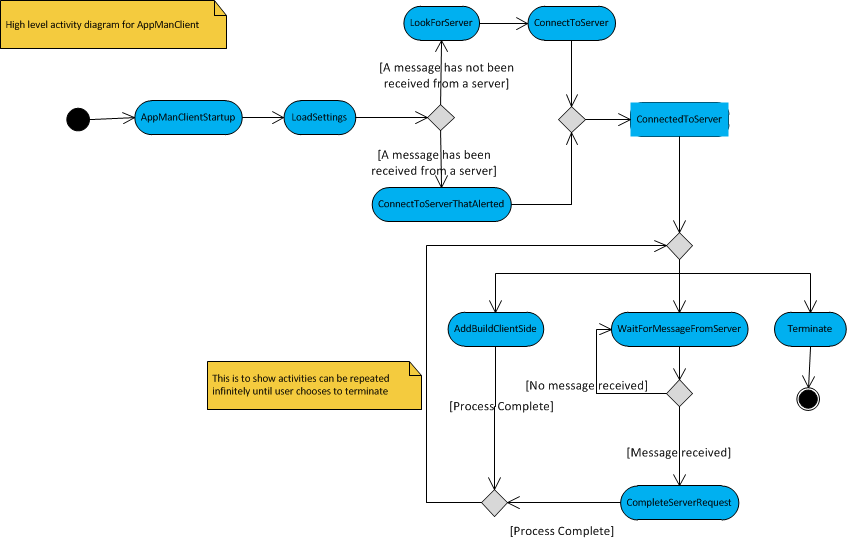 High level activity diagram for AppManClient
LookForServer
ConnectToServer
[A message has not been
received from a server]
AppManClientStartup
LoadSettings
ConnectedToServer
[A message has been
received from a server]
ConnectToServerThatAlerted
AddBuildClientSide
WaitForMessageFromServer
Terminate
This is to show activities can be repeated
infinitely until user chooses to terminate
[No message received]
[Process Complete]
[Message received]
CompleteServerRequest
[Process Complete]